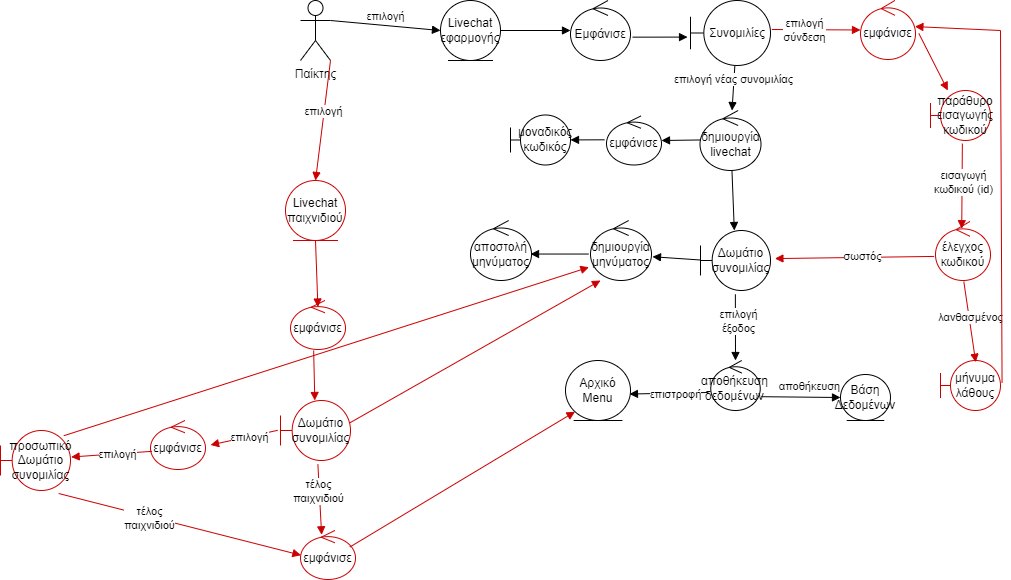 επιλογή
Livechat
εφαρμογής
Εμφάνισε
Συνομιλίες
επιλογή
σύνδεση
εμφάνισε
Παίκτης
επιλογή νέας συνομιλίας
παράθυρο
εισαγωγής
κωδικού
επιλογή
μοναδικός
κωδικός
εμφάνισε
δημιουργία
livechat
εισαγωγή
κωδικού (id)
Livechat
παιχνιδιού
αποστολή
μηνύματος
δημιουργία
μηνύματος
Δωμάτιο
συνομιλίας
σωστός
έλεγχος
κωδικού
εμφάνισε
επιλογή
έξοδος
λανθασμένος
Αρχικό
Menu
επιστροφή
αποθήκευση
δεδομένων
αποθήκευση
Βάση
Δεδομένων
μήνυμα
λάθους
προσωπικό
Δωμάτιο
συνομιλίας
επιλογή
εμφάνισε
επιλογή
Δωμάτιο
συνομιλίας
τέλος
παιχνιδιού
τέλος
παιχνιδιού
εμφάνισε